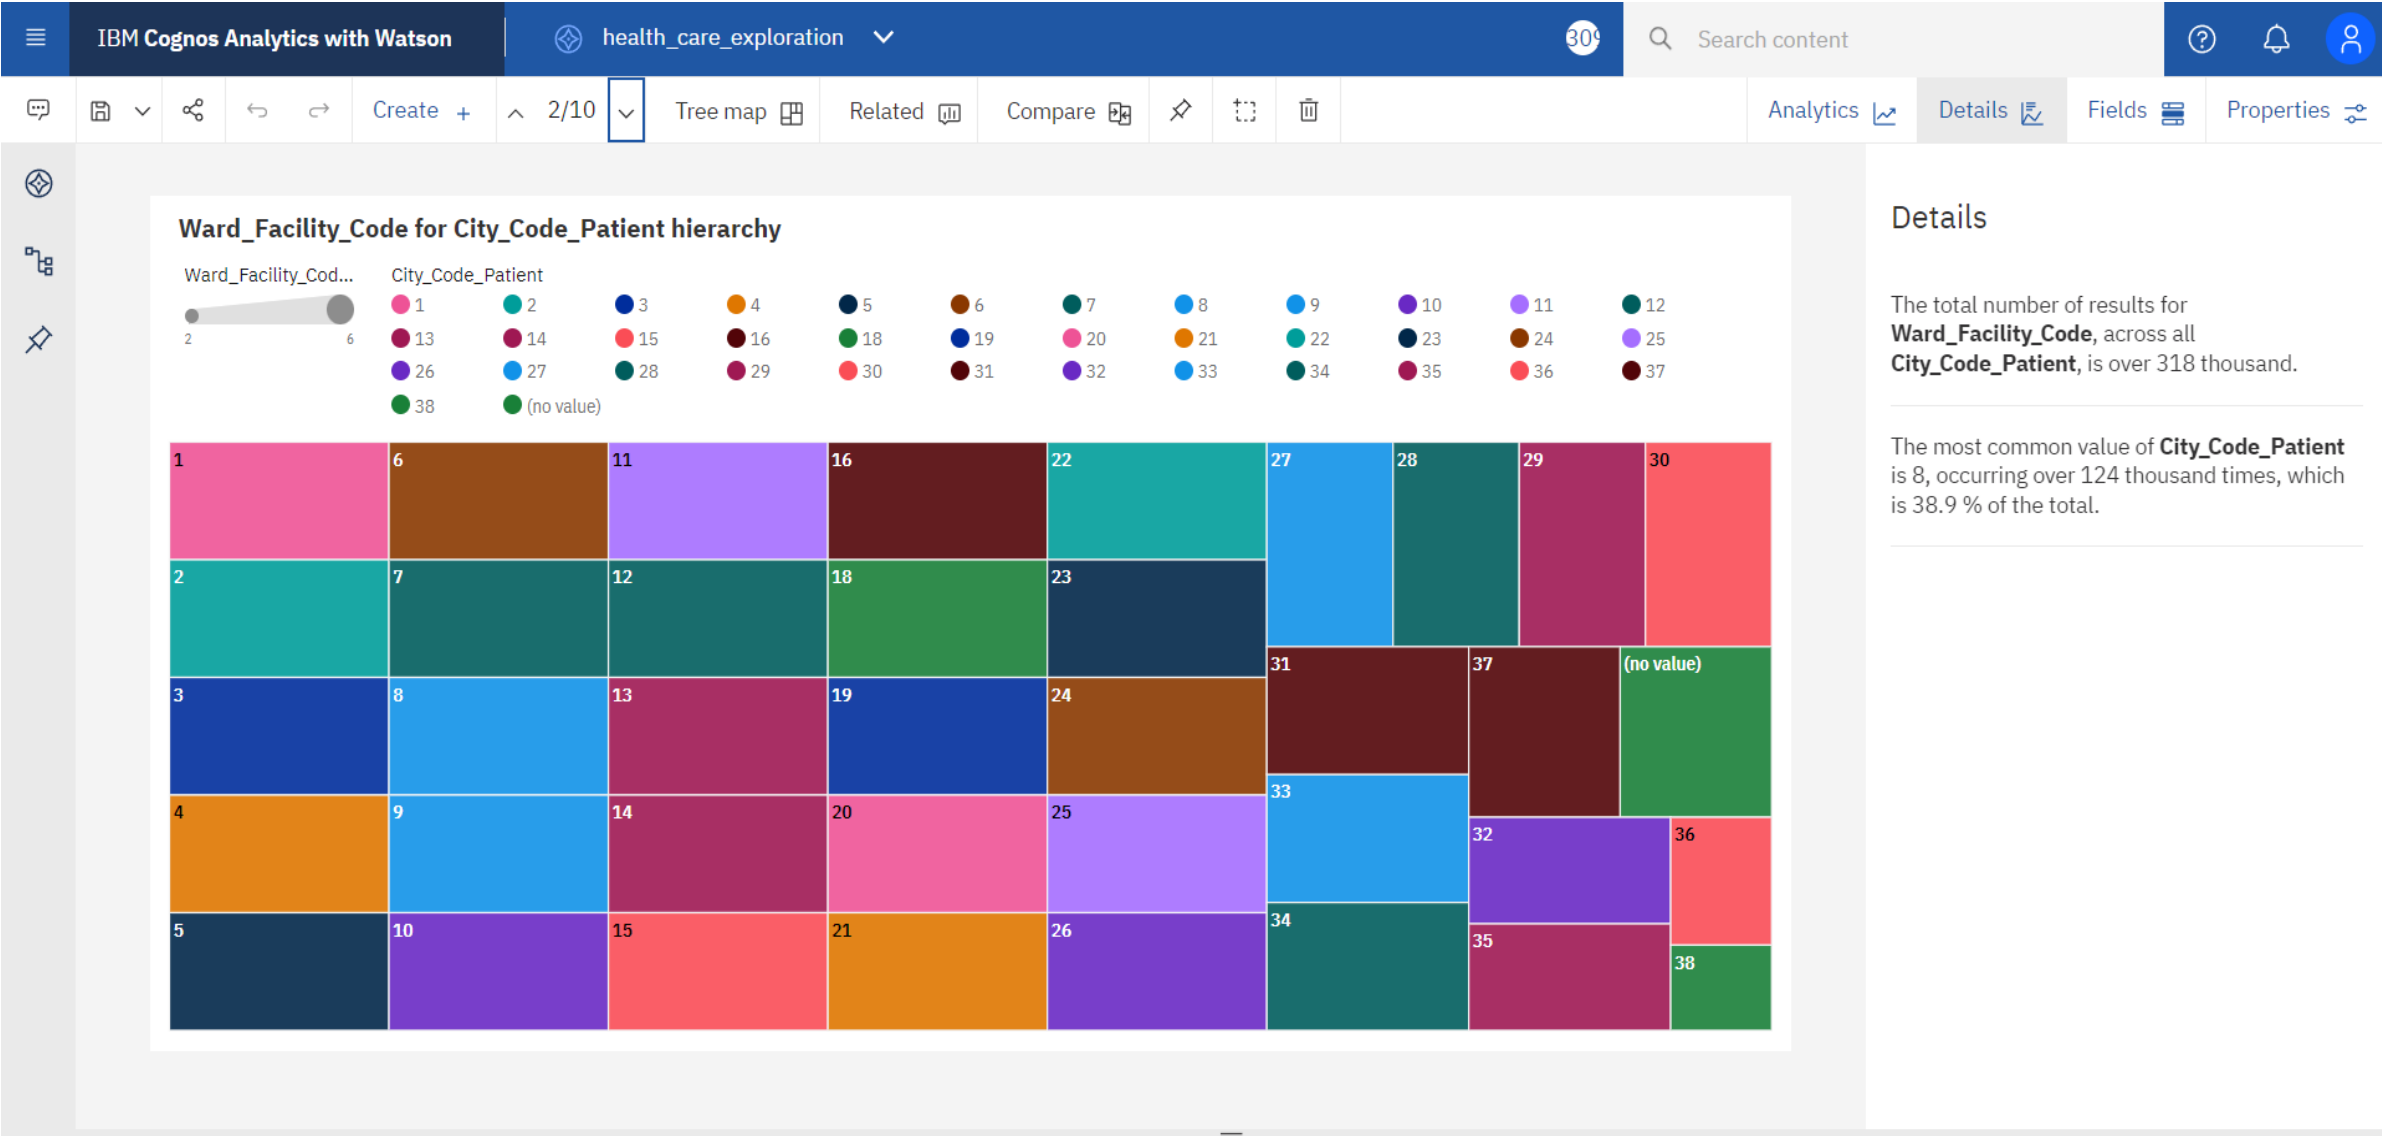 IBM Cognos Analytics with Watson
health_care_exploration
Search content
Create +
2/10
Tree map
Related
Compare
Analytics
Details
Fields
Properties
Ward_Facility_Code for City_Code_Patient hierarchy
Ward_Facility_Cod...
2 6
City_Code_Patient
1 2 3 4 5 6 7 8 9 10 11 12
13 14 15 16 18 19 20 21 22 23 24 25
26 27 28 29 30 31 32 33 34 35 36 37
38 (no value)
1 6 11 16 22 27 28 29 30
2 7 12 18 23
31 37 (no value)
3 8 13 19 24
33
4 9 14 20 25
32 36
34
5 10 15 21 26
35
38
Details
The total number of results for
Ward_Facility_Code, across all
City_Code_Patient, is over 318 thousand.
The most common value of City_Code_Patient
is 8, occurring over 124 thousand times, which
is 38.9 % of the total.